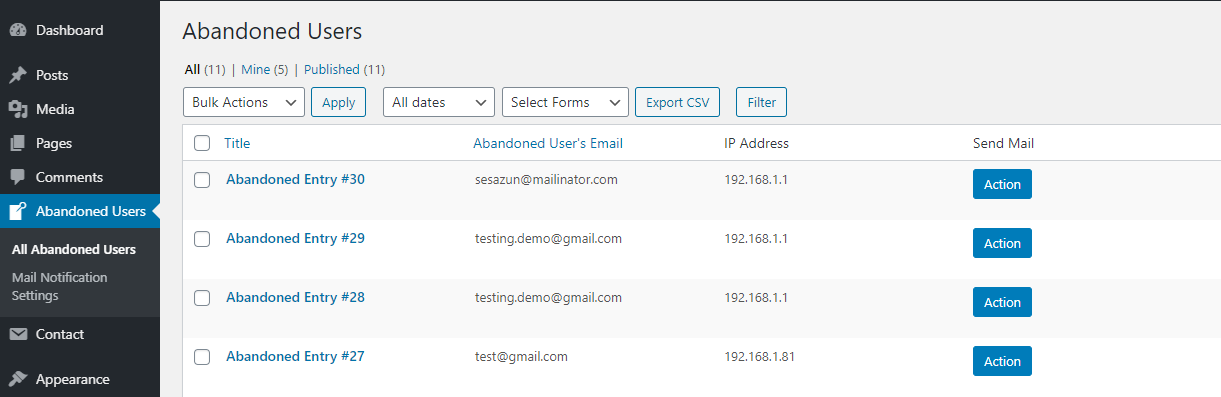 Dashboard
Posts
Media
Pages
Comments
Abandoned Users
All Abandoned Users
Mail Notification
Settings
Contact
Appearance
Abandoned Users
All (11) | Mine (5) | Published (11)
Bulk Actions Apply All dates Select Forms Export CSV Filter
Title Abandoned User's Email IP Address Send Mail
Abandoned Entry #30 sesazun@mailinator.com 192.168.1.1 Action
Abandoned Entry #29 testing.demo@gmail.com 192.168.1.1 Action
Abandoned Entry #28 testing.demo@gmail.com 192.168.1.1 Action
Abandoned Entry #27 test@gmail.com 192.168.1.81 Action